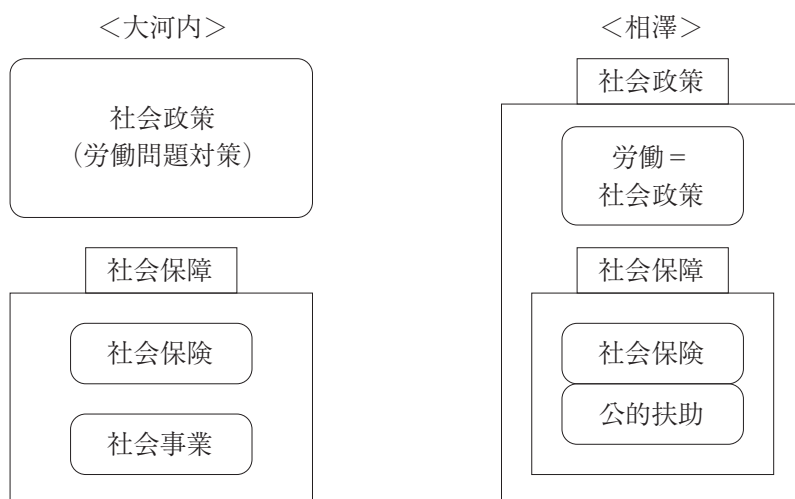 ＜大河内＞
社会政策
（労働問題対策）
社会保障
社会保険
社会事業
＜相澤＞
社会政策
労働＝
社会政策
社会保障
社会保険
公的扶助